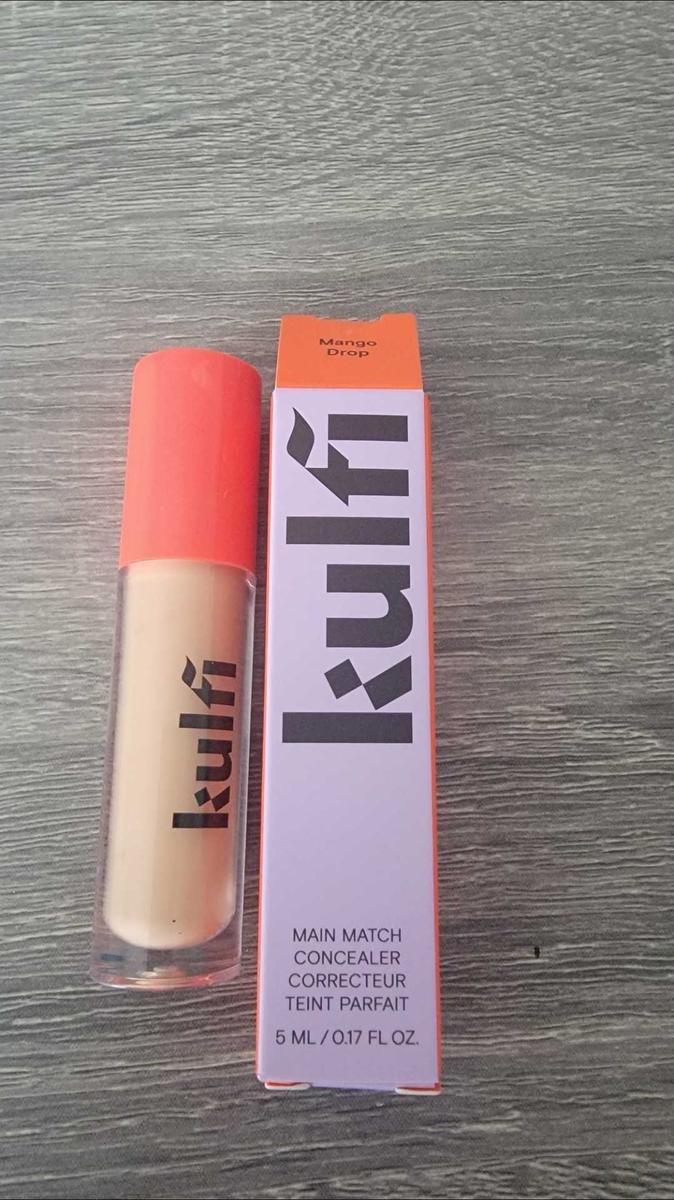 Mango
Drop
kulfi
kulfi
MAIN MATCH
CONCEALER
CORRECTEUR
TEINT PARFAIT
5 ML / 0.17 FL OZ.